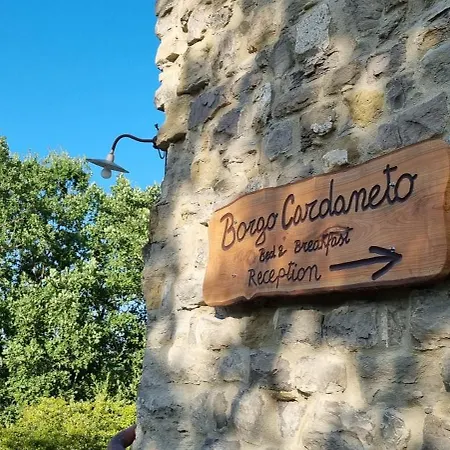 Borgo Cardaneto
Bed & Breakfast
Reception